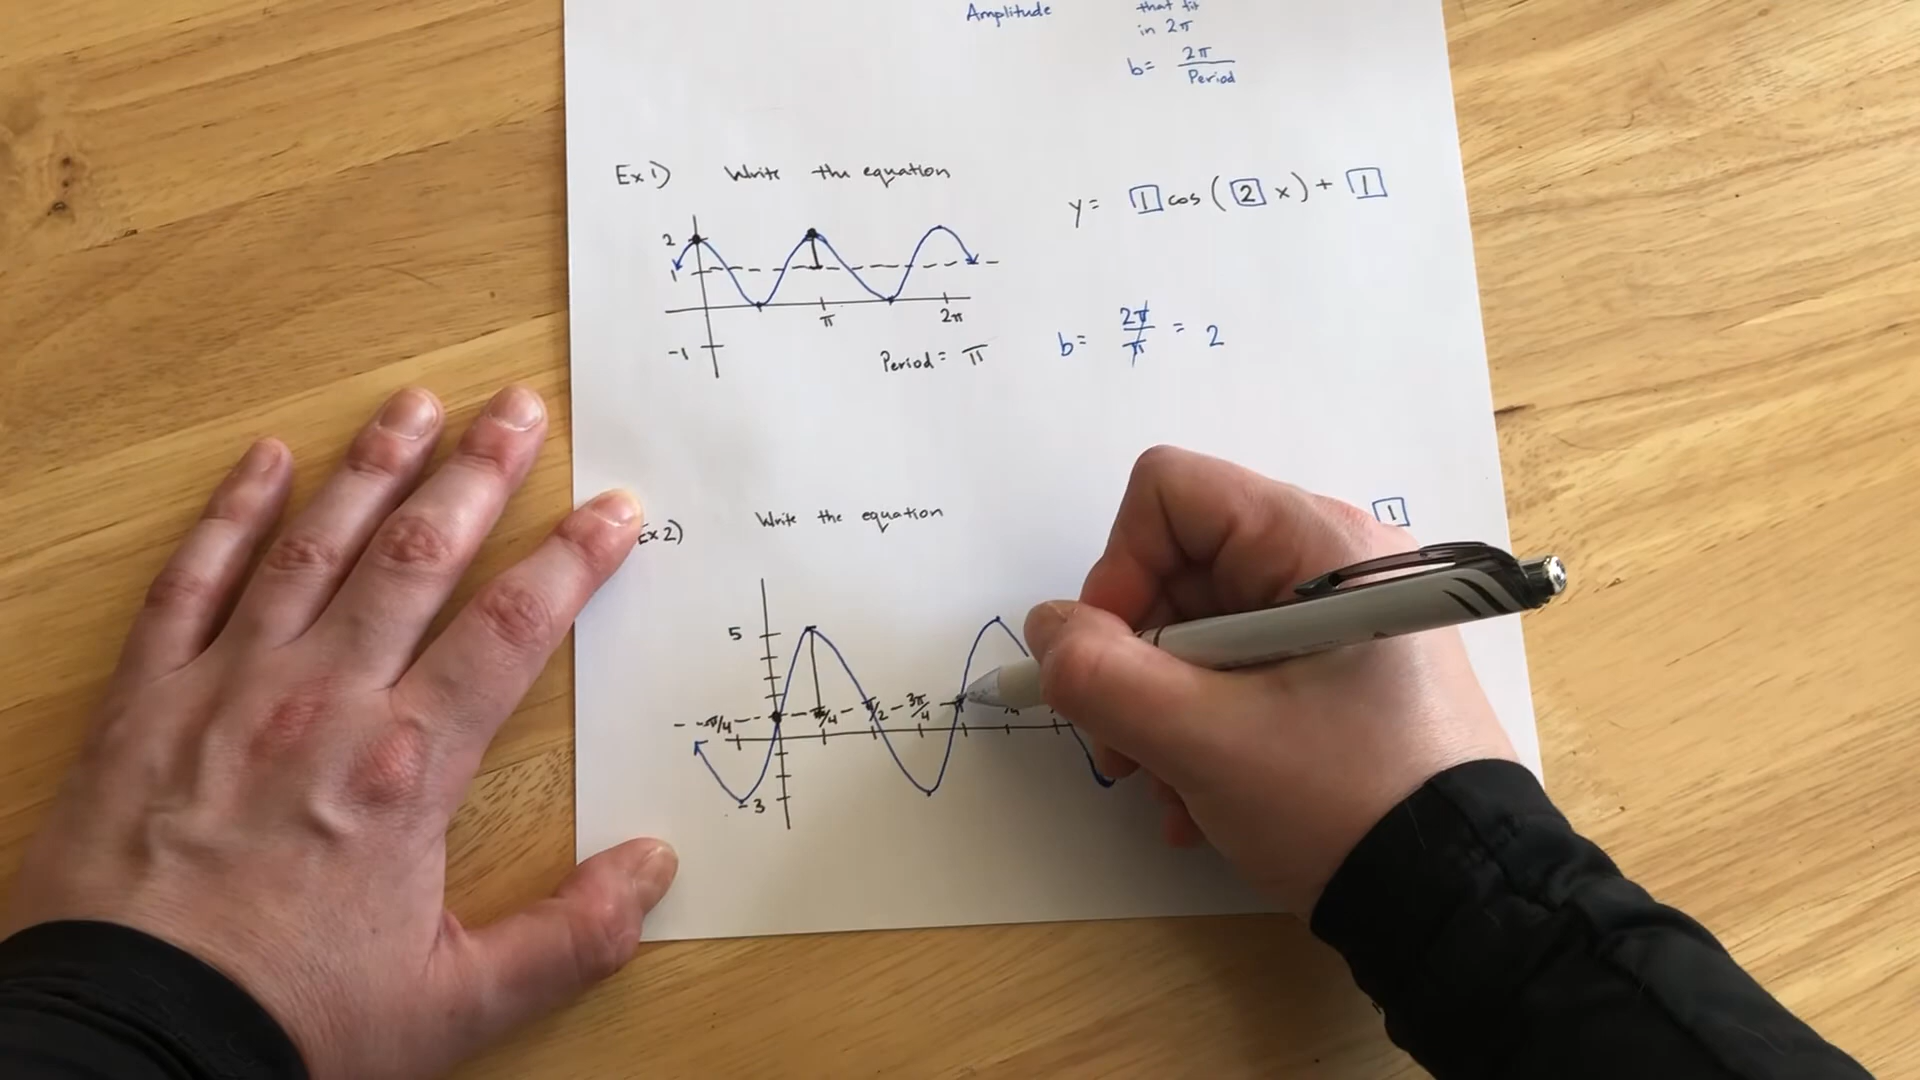 Amplitude
that fit
in 2π
b= 2π
Period
Ex 1) Write the equation
y= 1 cos ( 2 x) + 1
2
1
π
2π
-1
Period = π
b= 2π/π = 2
Ex 2) Write the equation
1
5
-π/4 π/4 π/2 3π/4
-3